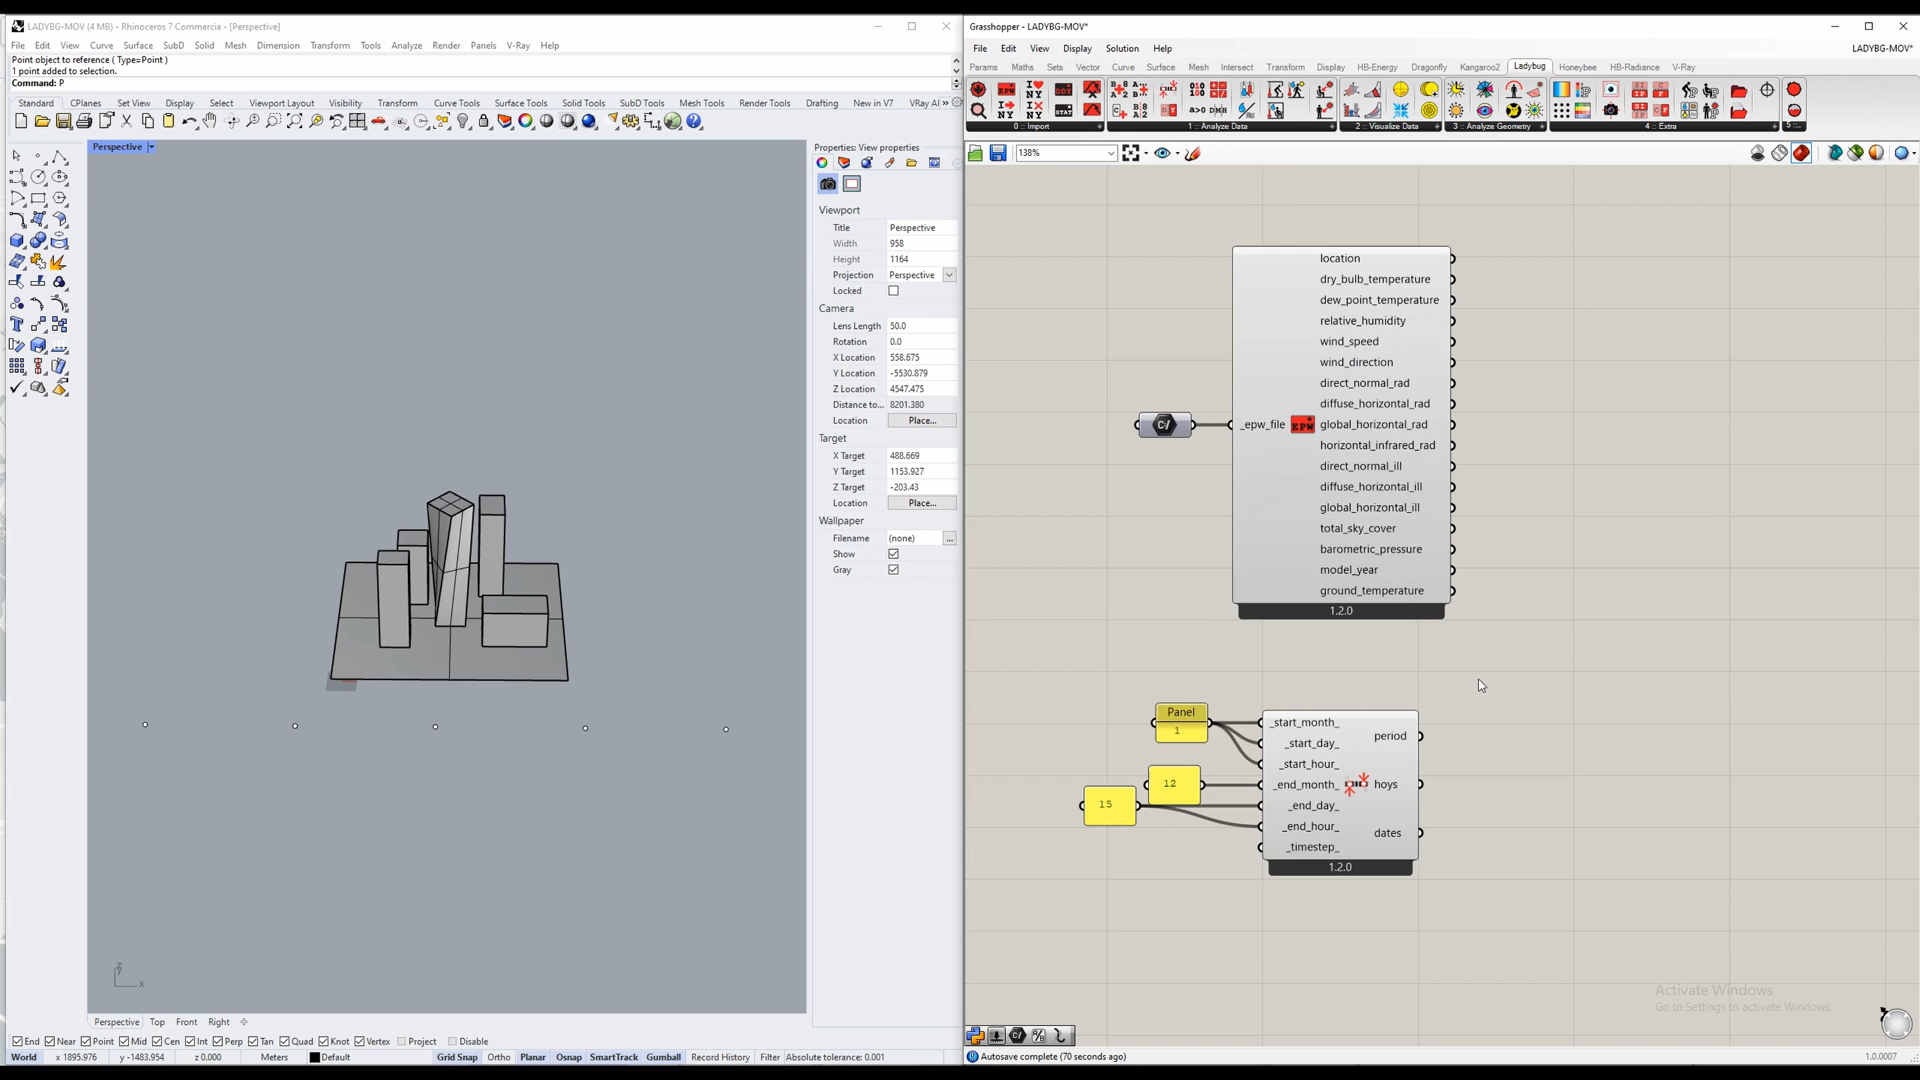 LADYBG-MOV (4 MB) - Rhinoceros 7 Commercia - [Perspective]
File Edit View Curve Surface SubD Solid Mesh Dimension Transform Tools Analyze Render Panels V-Ray Help
Point object to reference ( Type=Point )
1 point added to selection.
Command: P
Standard CPlanes Set View Display Select Viewport Layout Visibility Transform Curve Tools Surface Tools Solid Tools SubD Tools Mesh Tools Render Tools Drafting New in V7 VRay Al »
Perspective
Properties: View properties
Viewport
Title Perspective
Width 958
Height 1164
Projection Perspective
Locked
Camera
Lens Length 50.0
Rotation 0.0
X Location 558.675
Y Location -5530.879
Z Location 4547.475
Distance to... 8201.380
Location Place...
Target
X Target 488.669
Y Target 1153.927
Z Target -203.43
Location Place...
Wallpaper
Filename (none) ...
Show
Gray
z
y
x
Perspective Top Front Right
End Near Point Mid Cen Int Perp Tan Quad Knot Vertex Project Disable
World x 1895.976 y -1483.954 z 0.000 Meters Default Grid Snap Ortho Planar Osnap SmartTrack Gumball Record History Filter Absolute tolerance: 0.001
Grasshopper - LADYBG-MOV*
File Edit View Display Solution Help LADYBG-MOV*
Params Maths Sets Vector Curve Surface Mesh Intersect Transform Display HB-Energy Dragonfly Kangaroo2 Ladybug Honeybee HB-Radiance V-Ray
0 :: Import 1 :: Analyze Data 2 :: Visualize Data 3 :: Analyze Geometry 4 :: Extra 5 ::
138%
_epw_file
EPW
location
dry_bulb_temperature
dew_point_temperature
relative_humidity
wind_speed
wind_direction
direct_normal_rad
diffuse_horizontal_rad
global_horizontal_rad
horizontal_infrared_rad
direct_normal_ill
diffuse_horizontal_ill
global_horizontal_ill
total_sky_cover
barometric_pressure
model_year
ground_temperature
1.2.0
Panel
1
12
15
_start_month_
_start_day_
_start_hour_
_end_month_
_end_day_
_end_hour_
_timestep_
period
hoys
dates
1.2.0
Activate Windows
Go to Settings to activate Windows.
Autosave complete (70 seconds ago)
1.0.0007